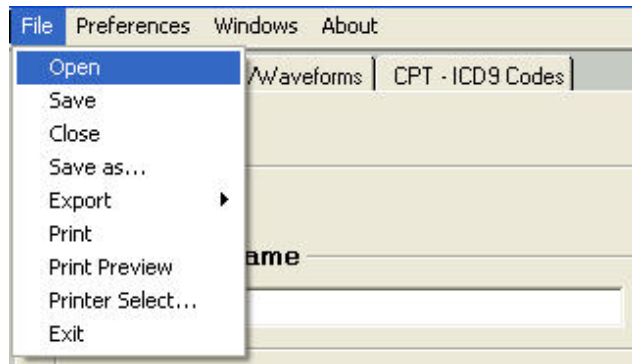 File Preferences Windows About
Open
/Waveforms CPT - ICD9 Codes
Save
Close
Save as...
Export
Print
Print Preview
ame
Printer Select...
Exit